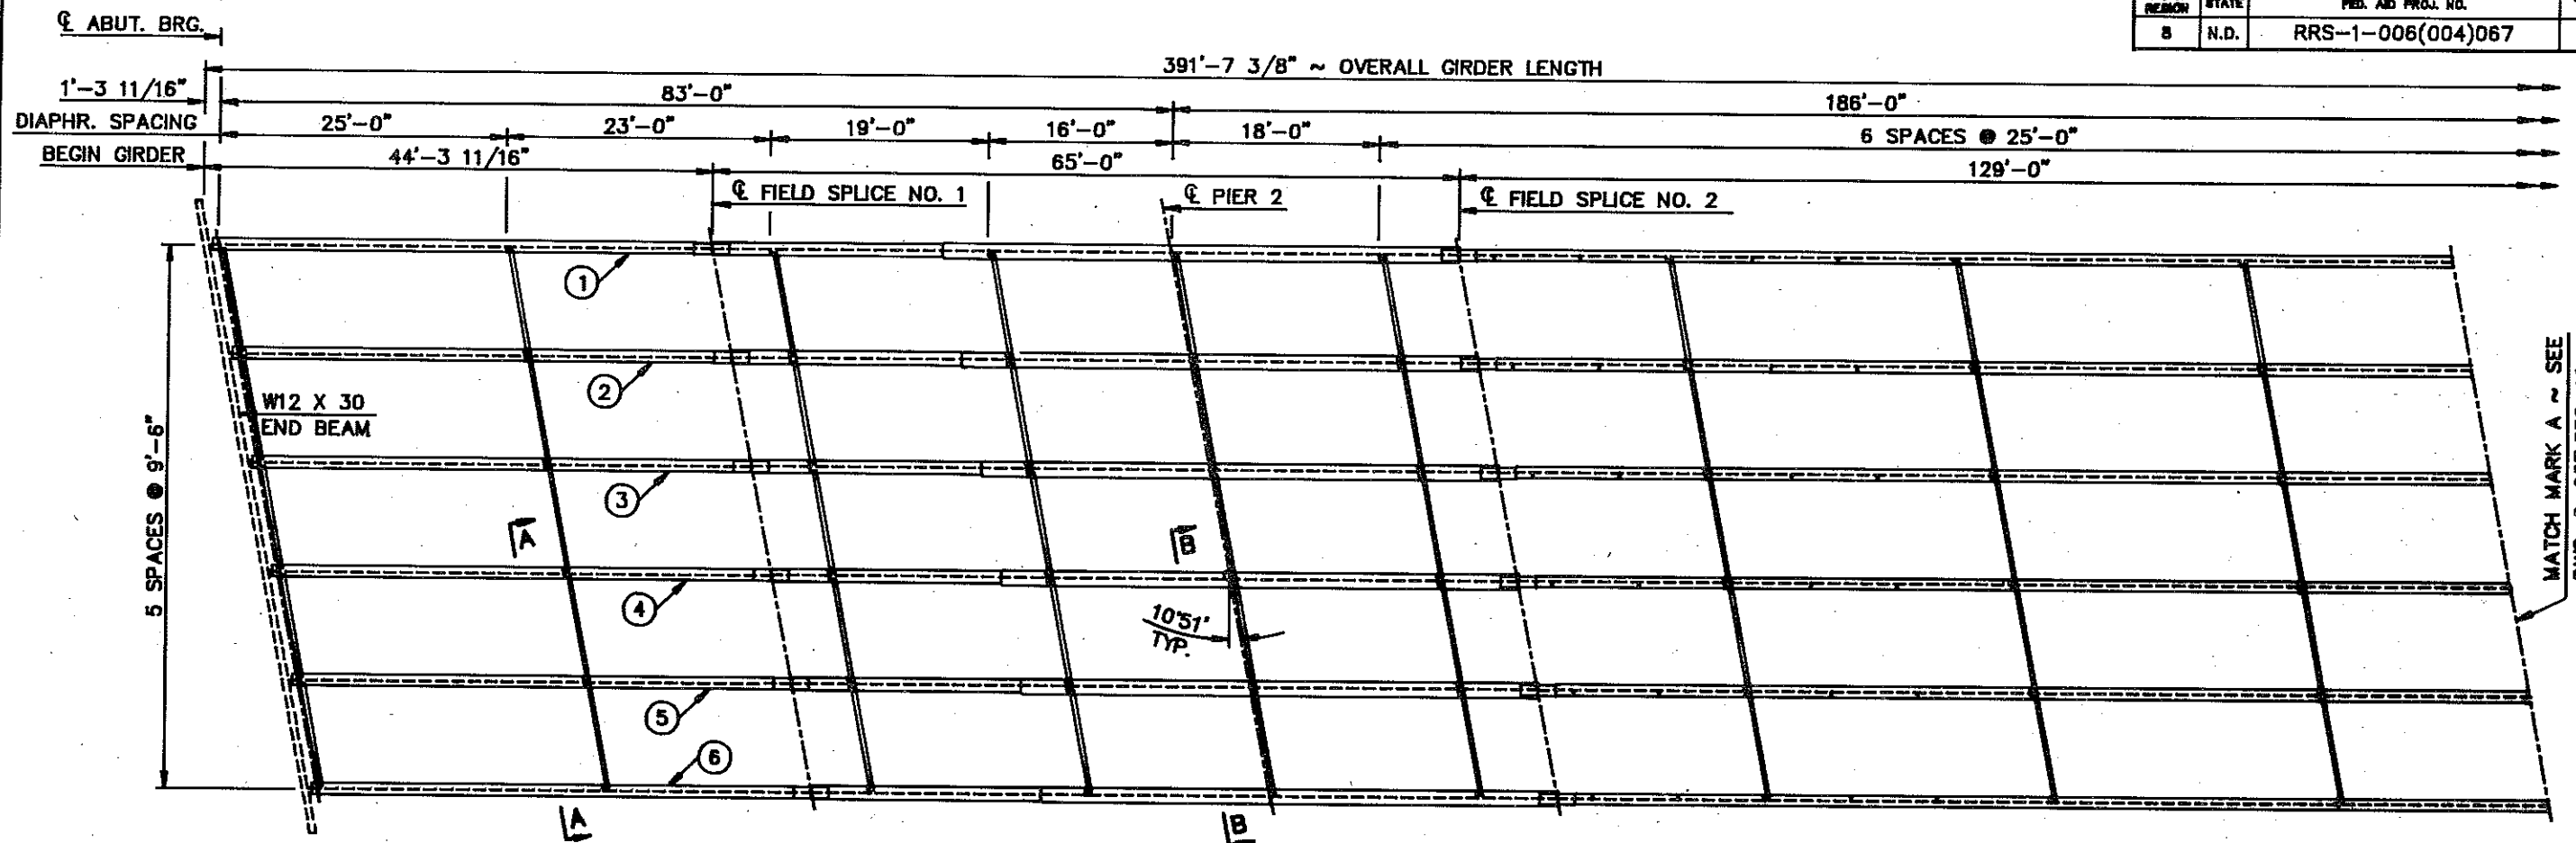 REGION STATE FED. AID PROJ. NO.
8 N.D. RRS-1-006(004)067
℄ ABUT. BRG.
391'-7 3/8" ~ OVERALL GIRDER LENGTH
1'-3 11/16" 83'-0" 186'-0"
DIAPHR. SPACING 25'-0" 23'-0" 19'-0" 16'-0" 18'-0" 6 SPACES @ 25'-0"
BEGIN GIRDER 44'-3 11/16" 65'-0" 129'-0"
℄ FIELD SPLICE NO. 1 ℄ PIER 2 ℄ FIELD SPLICE NO. 2
1
2
W12 X 30
END BEAM
3
5 SPACES @ 9'-6"
A
B
4
10°51'
TYP.
5
6
A
B
MATCH MARK A ~ SEE